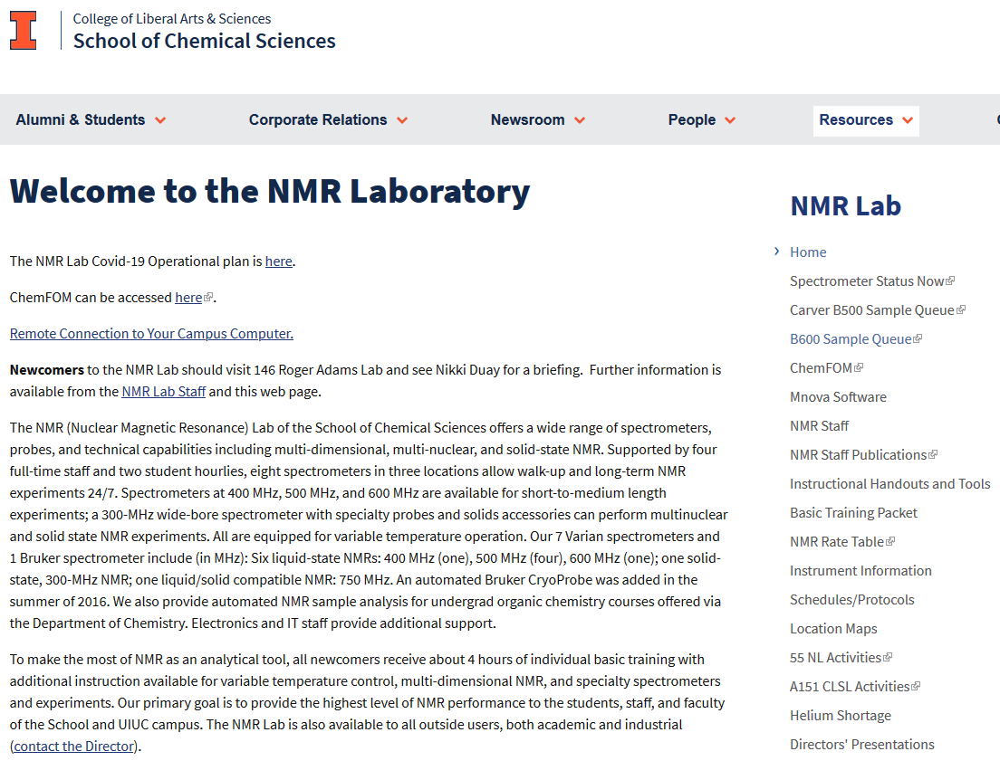 College of Liberal Arts & Sciences
School of Chemical Sciences
Alumni & Students
Corporate Relations
Newsroom
People
Resources
Welcome to the NMR Laboratory
The NMR Lab Covid-19 Operational plan is here.
ChemFOM can be accessed here.
Remote Connection to Your Campus Computer.
Newcomers to the NMR Lab should visit 146 Roger Adams Lab and see Nikki Duay for a briefing.  Further information is
available from the NMR Lab Staff and this web page.
The NMR (Nuclear Magnetic Resonance) Lab of the School of Chemical Sciences offers a wide range of spectrometers,
probes, and technical capabilities including multi-dimensional, multi-nuclear, and solid-state NMR. Supported by four
full-time staff and two student hourlies, eight spectrometers in three locations allow walk-up and long-term NMR
experiments 24/7. Spectrometers at 400 MHz, 500 MHz, and 600 MHz are available for short-to-medium length
experiments; a 300-MHz wide-bore spectrometer with specialty probes and solids accessories can perform multinuclear
and solid state NMR experiments. All are equipped for variable temperature operation. Our 7 Varian spectrometers and
1 Bruker spectrometer include (in MHz): Six liquid-state NMRs: 400 MHz (one), 500 MHz (four), 600 MHz (one); one solid-
state, 300-MHz NMR; one liquid/solid compatible NMR: 750 MHz. An automated Bruker CryoProbe was added in the
summer of 2016. We also provide automated NMR sample analysis for undergrad organic chemistry courses offered via
the Department of Chemistry. Electronics and IT staff provide additional support.
To make the most of NMR as an analytical tool, all newcomers receive about 4 hours of individual basic training with
additional instruction available for variable temperature control, multi-dimensional NMR, and specialty spectrometers
and experiments. Our primary goal is to provide the highest level of NMR performance to the students, staff, and faculty
of the School and UIUC campus. The NMR Lab is also available to all outside users, both academic and industrial
(contact the Director).
NMR Lab
Home
Spectrometer Status Now
Carver B500 Sample Queue
B600 Sample Queue
ChemFOM
Mnova Software
NMR Staff
NMR Staff Publications
Instructional Handouts and Tools
Basic Training Packet
NMR Rate Table
Instrument Information
Schedules/Protocols
Location Maps
55 NL Activities
A151 CLSL Activities
Helium Shortage
Directors' Presentations